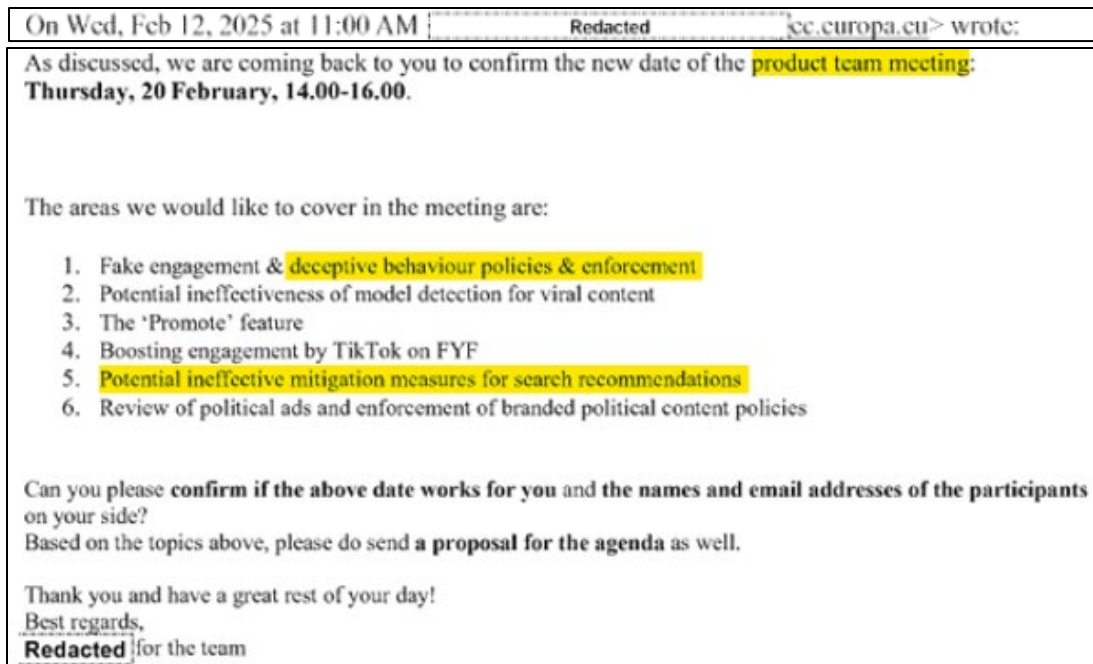 On Wed, Feb 12, 2025 at 11:00 AM Redacted ec.europa.eu> wrote:
As discussed, we are coming back to you to confirm the new date of the product team meeting:
Thursday, 20 February, 14.00-16.00.
The areas we would like to cover in the meeting are:
1. Fake engagement & deceptive behaviour policies & enforcement
2. Potential ineffectiveness of model detection for viral content
3. The ‘Promote’ feature
4. Boosting engagement by TikTok on FYF
5. Potential ineffective mitigation measures for search recommendations
6. Review of political ads and enforcement of branded political content policies
Can you please confirm if the above date works for you and the names and email addresses of the participants
on your side?
Based on the topics above, please do send a proposal for the agenda as well.
Thank you and have a great rest of your day!
Best regards,
Redacted for the team